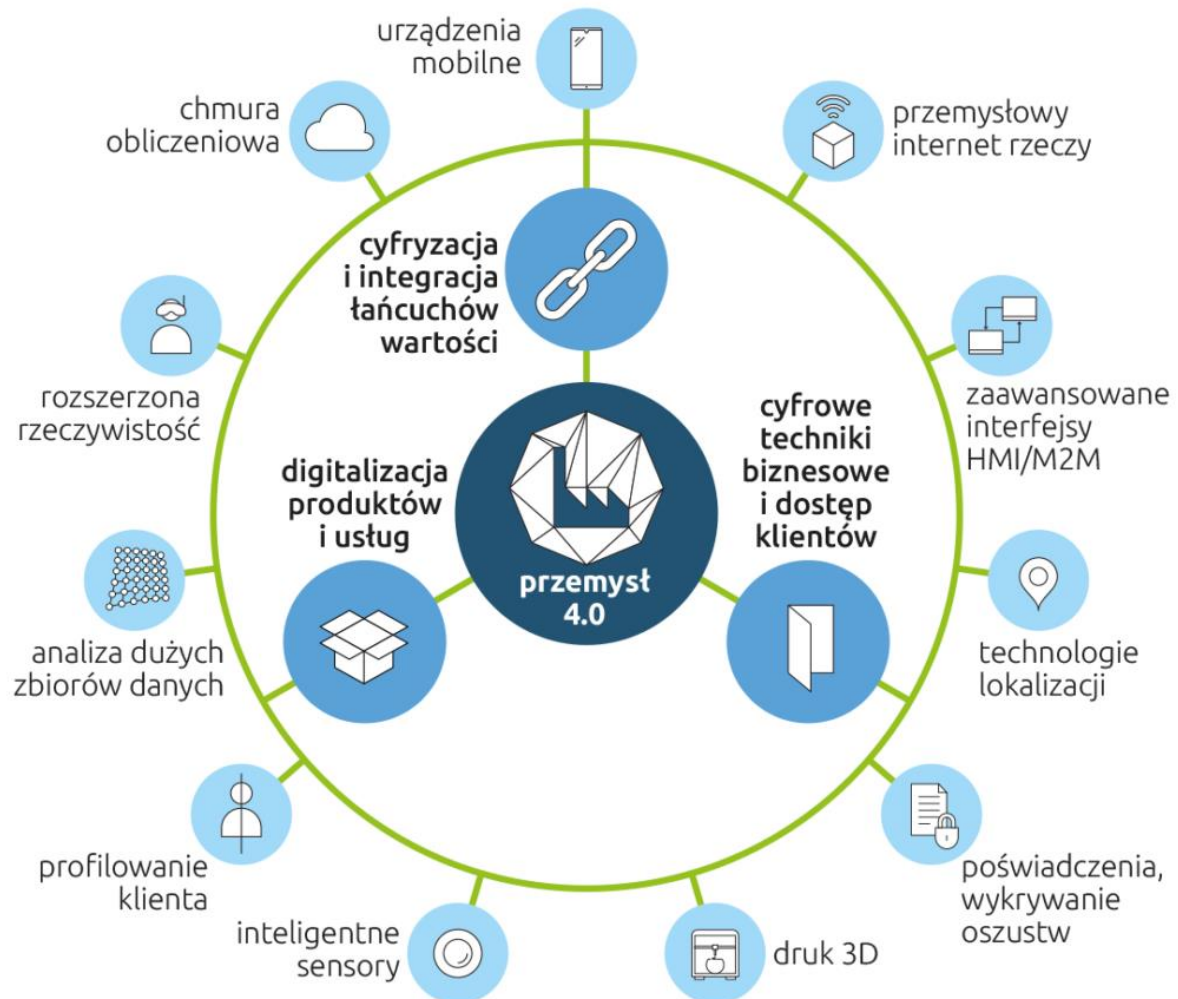 urządzenia
mobilne
chmura
obliczeniowa
przemysłowy
internet rzeczy
cyfryzacja
i integracja
łańcuchów
wartości
rozszerzona
rzeczywistość
zaawansowane
interfejsy
HMI/M2M
cyfrowe
techniki
biznesowe
i dostęp
klientów
digitalizacja
produktów
i usług
przemysł
4.0
analiza dużych
zbiorów danych
technologie
lokalizacji
profilowanie
klienta
poświadczenia,
wykrywanie
oszustw
inteligentne
sensory
druk 3D